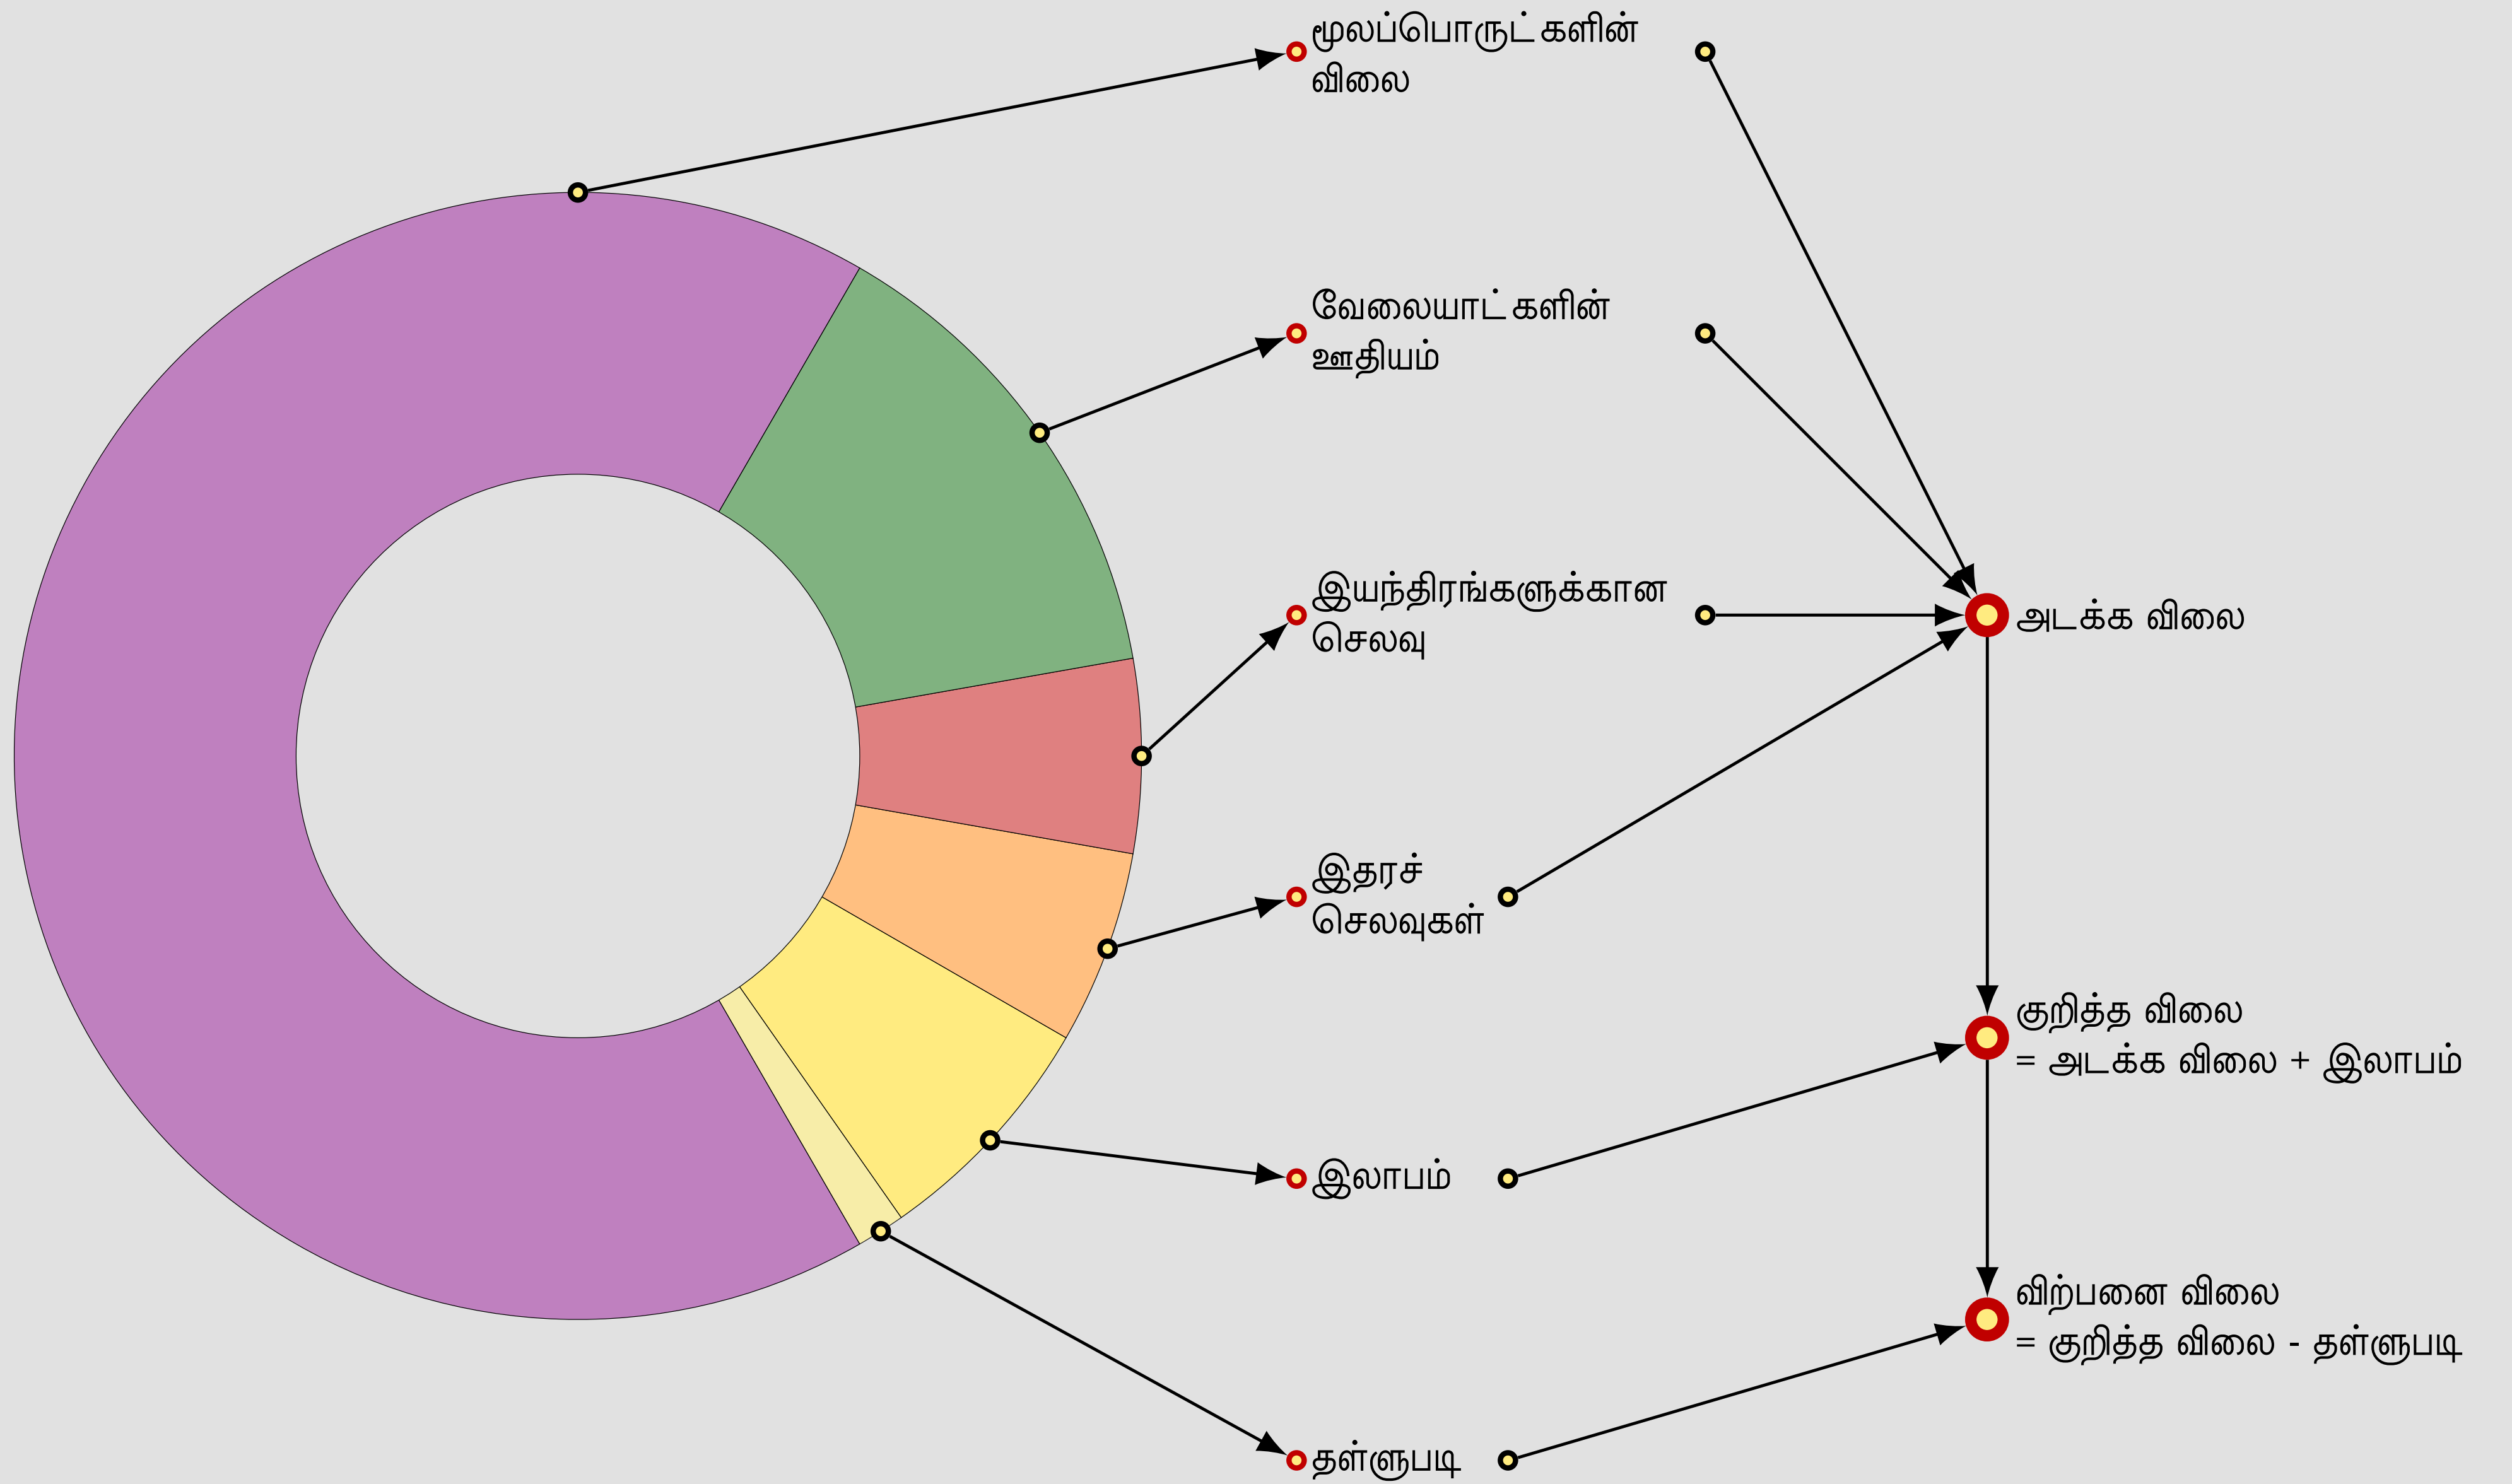 மூலப்பொருட்களின்
விலை
வேலையாட்களின்
ஊதியம்
இயந்திரங்களுக்கான
செலவு
அடக்க விலை
இதரச்
செலவுகள்
குறித்த விலை
= அடக்க விலை + இலாபம்
இலாபம்
விற்பனை விலை
= குறித்த விலை - தள்ளுபடி
தள்ளுபடி